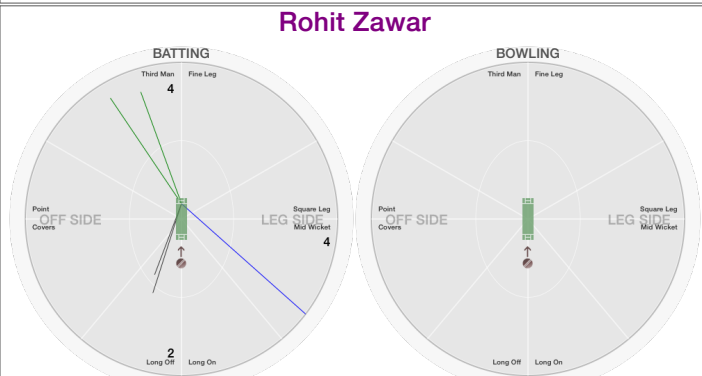 Rohit Zawar
BATTING
Third Man Fine Leg
4
Point Square Leg
OFF SIDE LEG SIDE
Covers Mid Wicket
4
2
Long Off Long On
BOWLING
Third Man Fine Leg
Point Square Leg
OFF SIDE LEG SIDE
Covers Mid Wicket
Long Off Long On